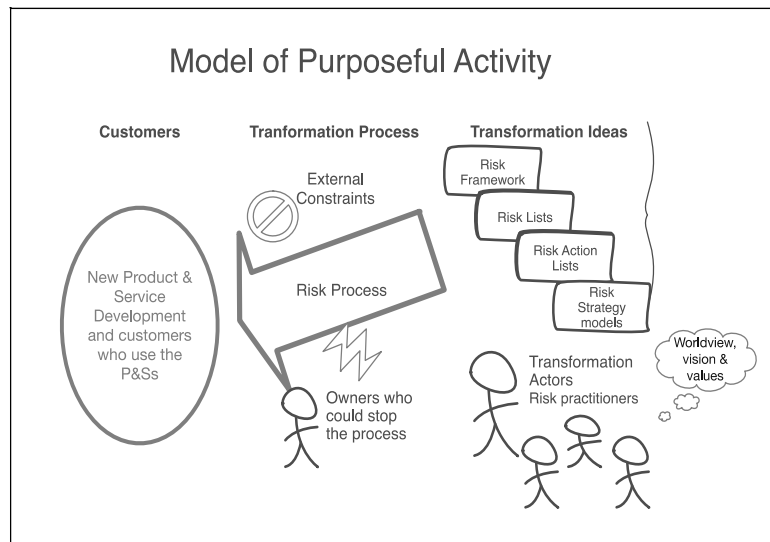 Model of Purposeful Activity
Customers
Tranformation Process
Transformation Ideas
External
Constraints
Risk
Framework
Risk Lists
Risk Action
Lists
Risk
Strategy
models
New Product &
Service
Development
and customers
who use the
P&Ss
Risk Process
Owners who
could stop
the process
Transformation
Actors
Risk practitioners
Worldview,
vision &
values